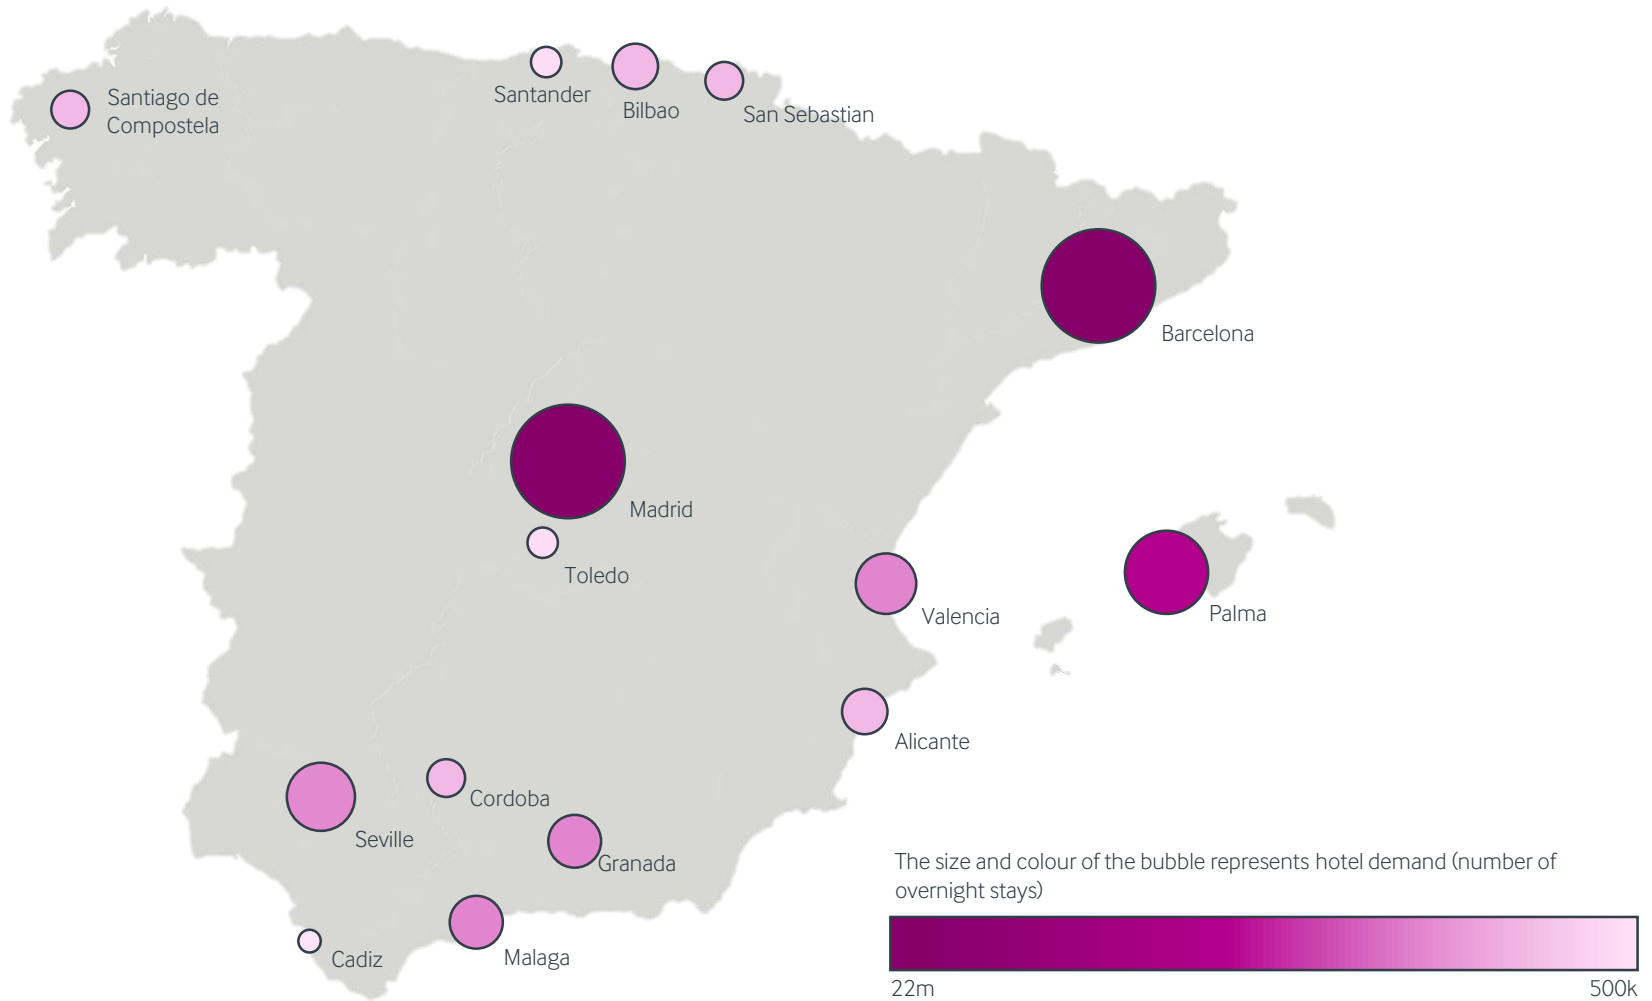 Santiago de
Compostela
Santander
Bilbao
San Sebastian
Barcelona
Madrid
Toledo
Valencia
Palma
Alicante
Cordoba
Seville
Granada
Cadiz
Malaga
The size and colour of the bubble represents hotel demand (number of
overnight stays)
22m
500k